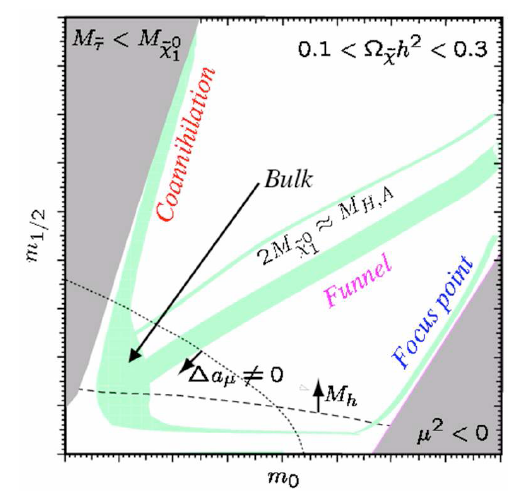 M_τ̃ < M_χ̃₁⁰
0.1 < Ω_χ̃h² < 0.3
Coannihilation
Bulk
2M_χ̃₁⁰ ≈ M_H,A
Funnel
Focus point
Δa_μ ≠ 0
M_h
μ² < 0
m_1/2
m_0